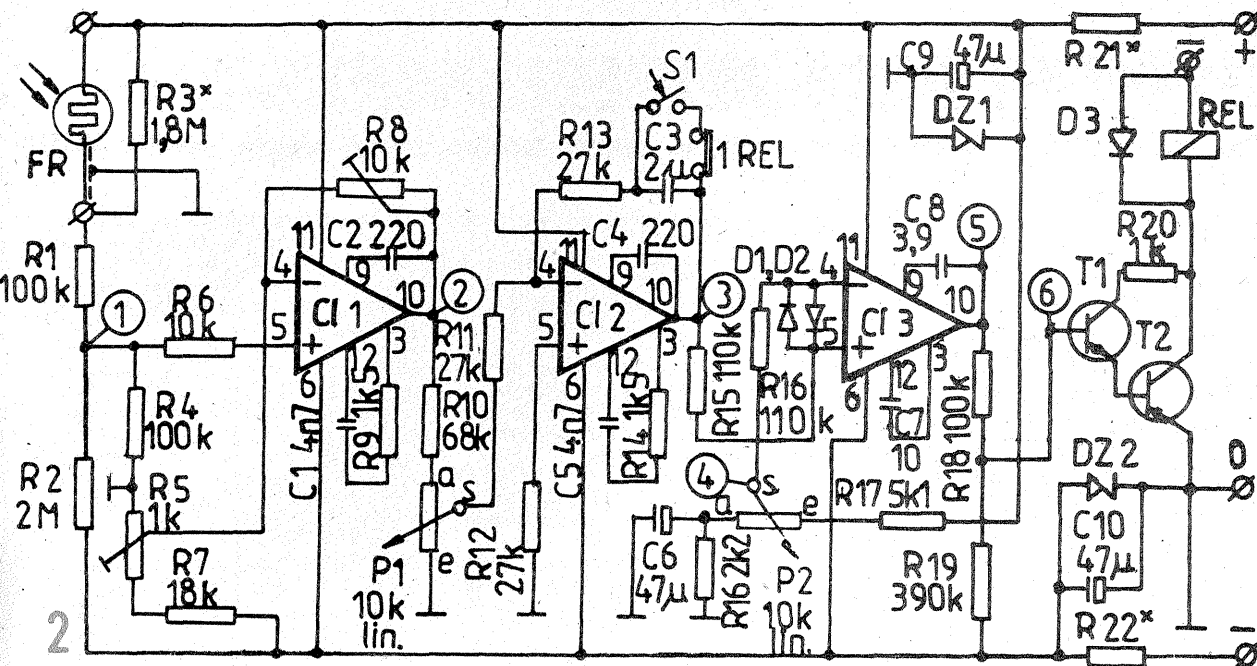 FR
R3*
1,8M
R1
100k
1
R6
10k
R4
100k
R2
2M
R5
1k
R7
18k
2
R8
10k
C2 220
11
4
9
10
CI 1
5
12
3
6
C1 4n7
R9 1k5
2
R11
27k
R10
68k
a
s
e
P1
10k
lin.
R12
27k
S1
R13
27k
C3
2µ
1 REL
C4 220
11
4
9
10
CI 2
5
12
3
6
C5 4n7
R14 1k5
3
R15 110k
D1,D2
R16
110 k
4
a
s
e
C6
47µ
R16 2k2
P2
10k
lin.
R17 5k1
11
4
C8
3,9
9
10
CI 3
5
12
3
6
C7
10
5
R18 100k
R19
390k
C9
47µ
DZ1
R 21*
+
D3
REL
R20
1k
6
T1
T2
DZ2
0
C10
47µ
R 22*
–